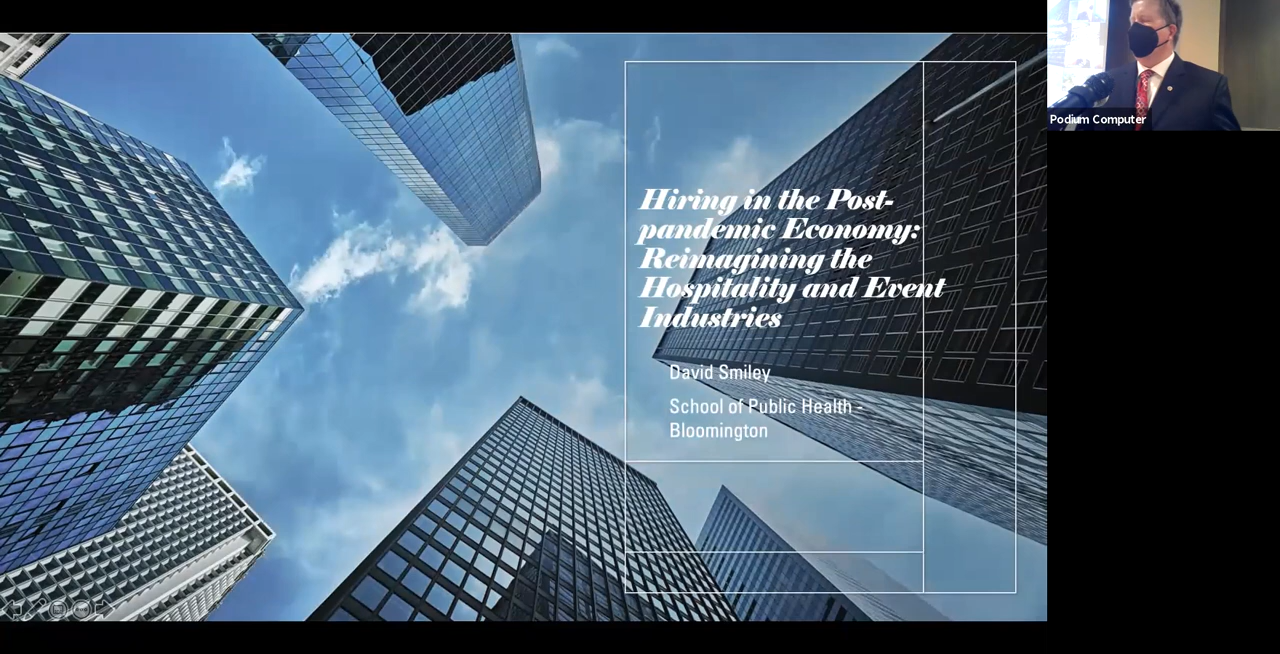 Hiring in the Post-
pandemic Economy:
Reimagining the
Hospitality and Event
Industries
David Smiley
School of Public Health -
Bloomington
Podium Computer